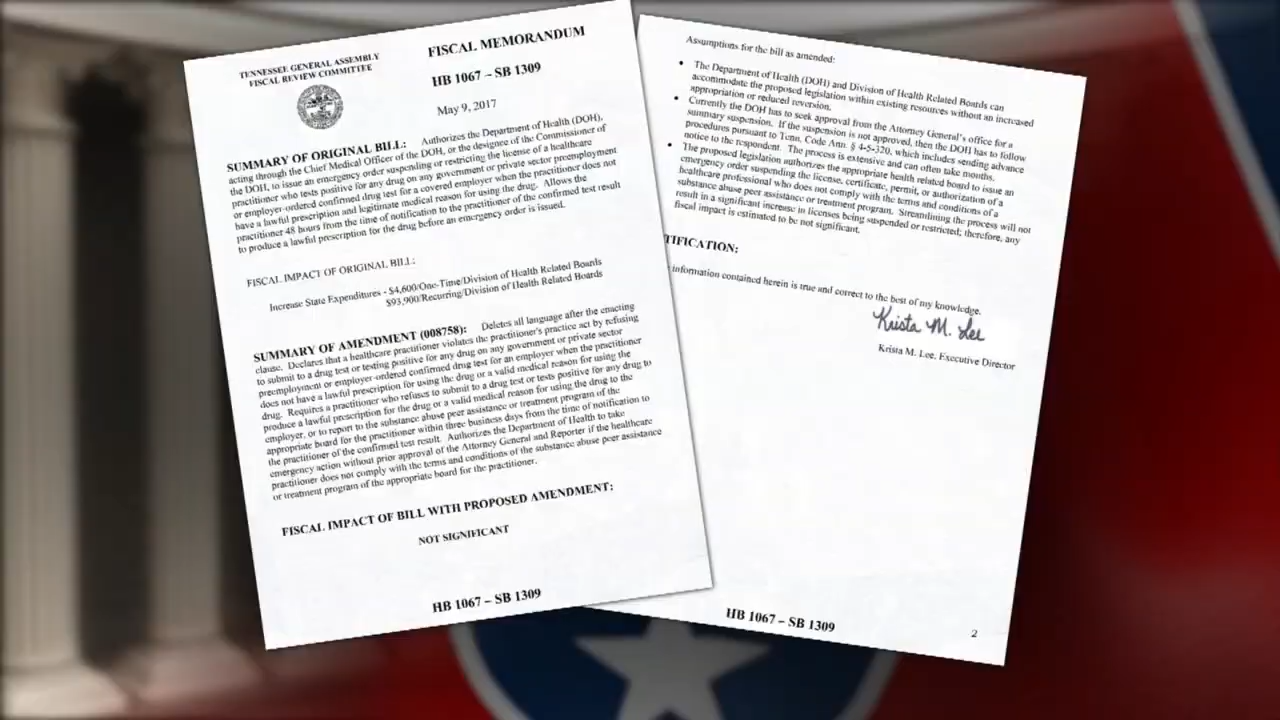 TENNESSEE GENERAL ASSEMBLY
FISCAL REVIEW COMMITTEE
FISCAL MEMORANDUM
HB 1067 – SB 1309
May 9, 2017
SUMMARY OF ORIGINAL BILL: Authorizes the Department of Health (DOH),
acting through the Chief Medical Officer of the DOH, or the designee of the Commissioner of
the DOH, to issue an emergency order suspending or restricting the license of a healthcare
practitioner who tests positive for any drug on any government or private sector preemployment
or employer-ordered confirmed drug test for a covered employer when the practitioner does not
have a lawful prescription and legitimate medical reason for using the drug. Allows the
practitioner 48 hours from the time of notification to the practitioner of the confirmed test result
to produce a lawful prescription for the drug before an emergency order is issued.
FISCAL IMPACT OF ORIGINAL BILL:
Increase State Expenditures - $4,600/One-Time/Division of Health Related Boards
$93,900/Recurring/Division of Health Related Boards
SUMMARY OF AMENDMENT (008758): Deletes all language after the enacting
clause. Declares that a healthcare practitioner violates the practitioner's practice act by refusing
to submit to a drug test or testing positive for any drug on any government or private sector
preemployment or employer-ordered confirmed drug test for an employer when the practitioner
does not have a lawful prescription for using the drug or a valid medical reason for using the
drug. Requires a practitioner who refuses to submit to a drug test or tests positive for any drug to
produce a lawful prescription for the drug or a valid medical reason for using the drug to the
employer, or to report to the substance abuse peer assistance or treatment program of the
appropriate board for the practitioner within three business days from the time of notification to
the practitioner of the confirmed test result. Authorizes the Department of Health to take
emergency action without prior approval of the Attorney General and Reporter if the healthcare
practitioner does not comply with the terms and conditions of the substance abuse peer assistance
or treatment program of the appropriate board for the practitioner.
FISCAL IMPACT OF BILL WITH PROPOSED AMENDMENT:
NOT SIGNIFICANT
HB 1067 – SB 1309
Assumptions for the bill as amended:
• The Department of Health (DOH) and Division of Health Related Boards can
accommodate the proposed legislation within existing resources without an increased
appropriation or reduced reversion.
• Currently the DOH has to seek approval from the Attorney General's office for a
summary suspension. If the suspension is not approved, then the DOH has to follow
procedures pursuant to Tenn. Code Ann. § 4-5-320, which includes sending advance
notice to the respondent. The process is extensive and can often take months.
• The proposed legislation authorizes the appropriate health related board to issue an
emergency order suspending the license, certificate, permit, or authorization of a
healthcare professional who does not comply with the terms and conditions of a
substance abuse peer assistance or treatment program. Streamlining the process will not
result in a significant increase in licenses being suspended or restricted; therefore, any
fiscal impact is estimated to be not significant.
TIFICATION:
information contained herein is true and correct to the best of my knowledge.
Krista M. Lee
Krista M. Lee, Executive Director
HB 1067 – SB 1309
2